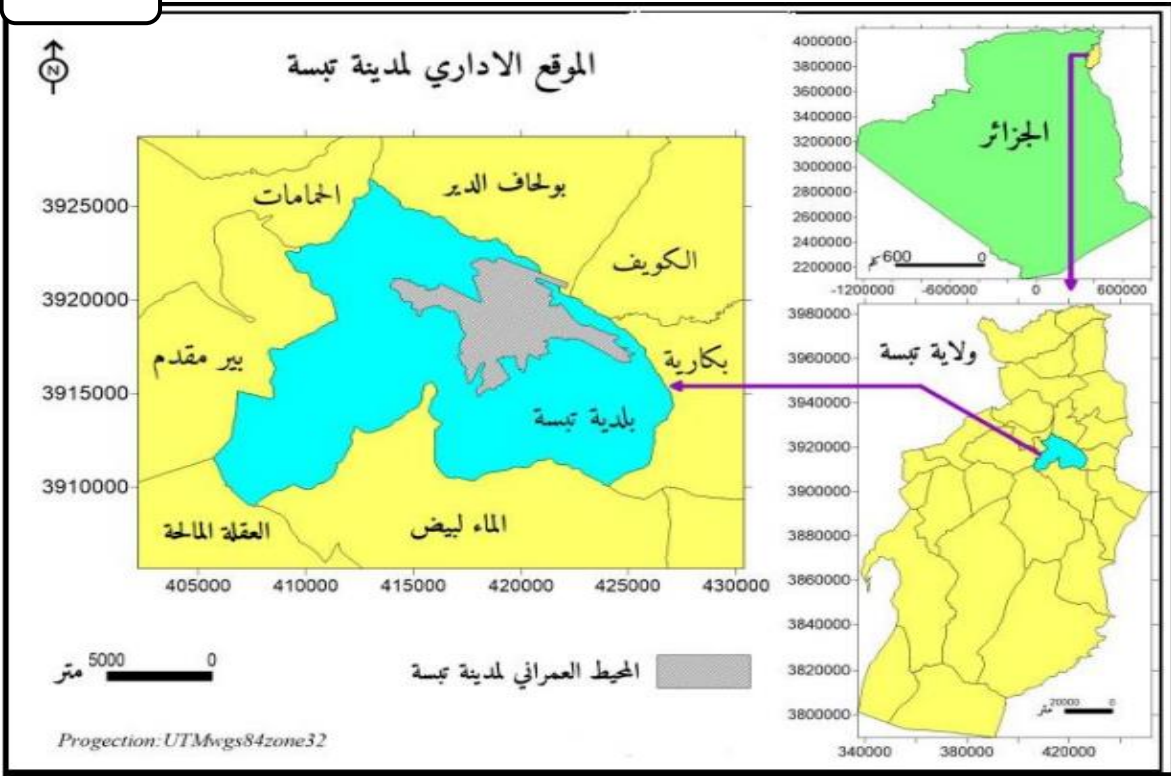 الموقع الاداري لمدينة تبسة
N
3925000
3920000
3915000
3910000
405000 410000 415000 420000 425000 430000
الحمامات
بولحاف الدير
الكويف
بير مقدم
بكارية
بلدية تبسة
الماء لبيض
العقلة المالحة
5000 0 متر
المحيط العمراني لمدينة تبسة
Progection:UTMwgs84zone32
4000000
3800000
3600000
3400000
3200000
3000000
2800000
2600000
2400000
2200000
الجزائر
600 0 كم
-1200000 -600000 0 600000
3980000
3960000
3940000
3920000
3900000
3880000
3860000
3840000
3820000
3800000
ولاية تبسة
20000 0 متر
340000 380000 420000